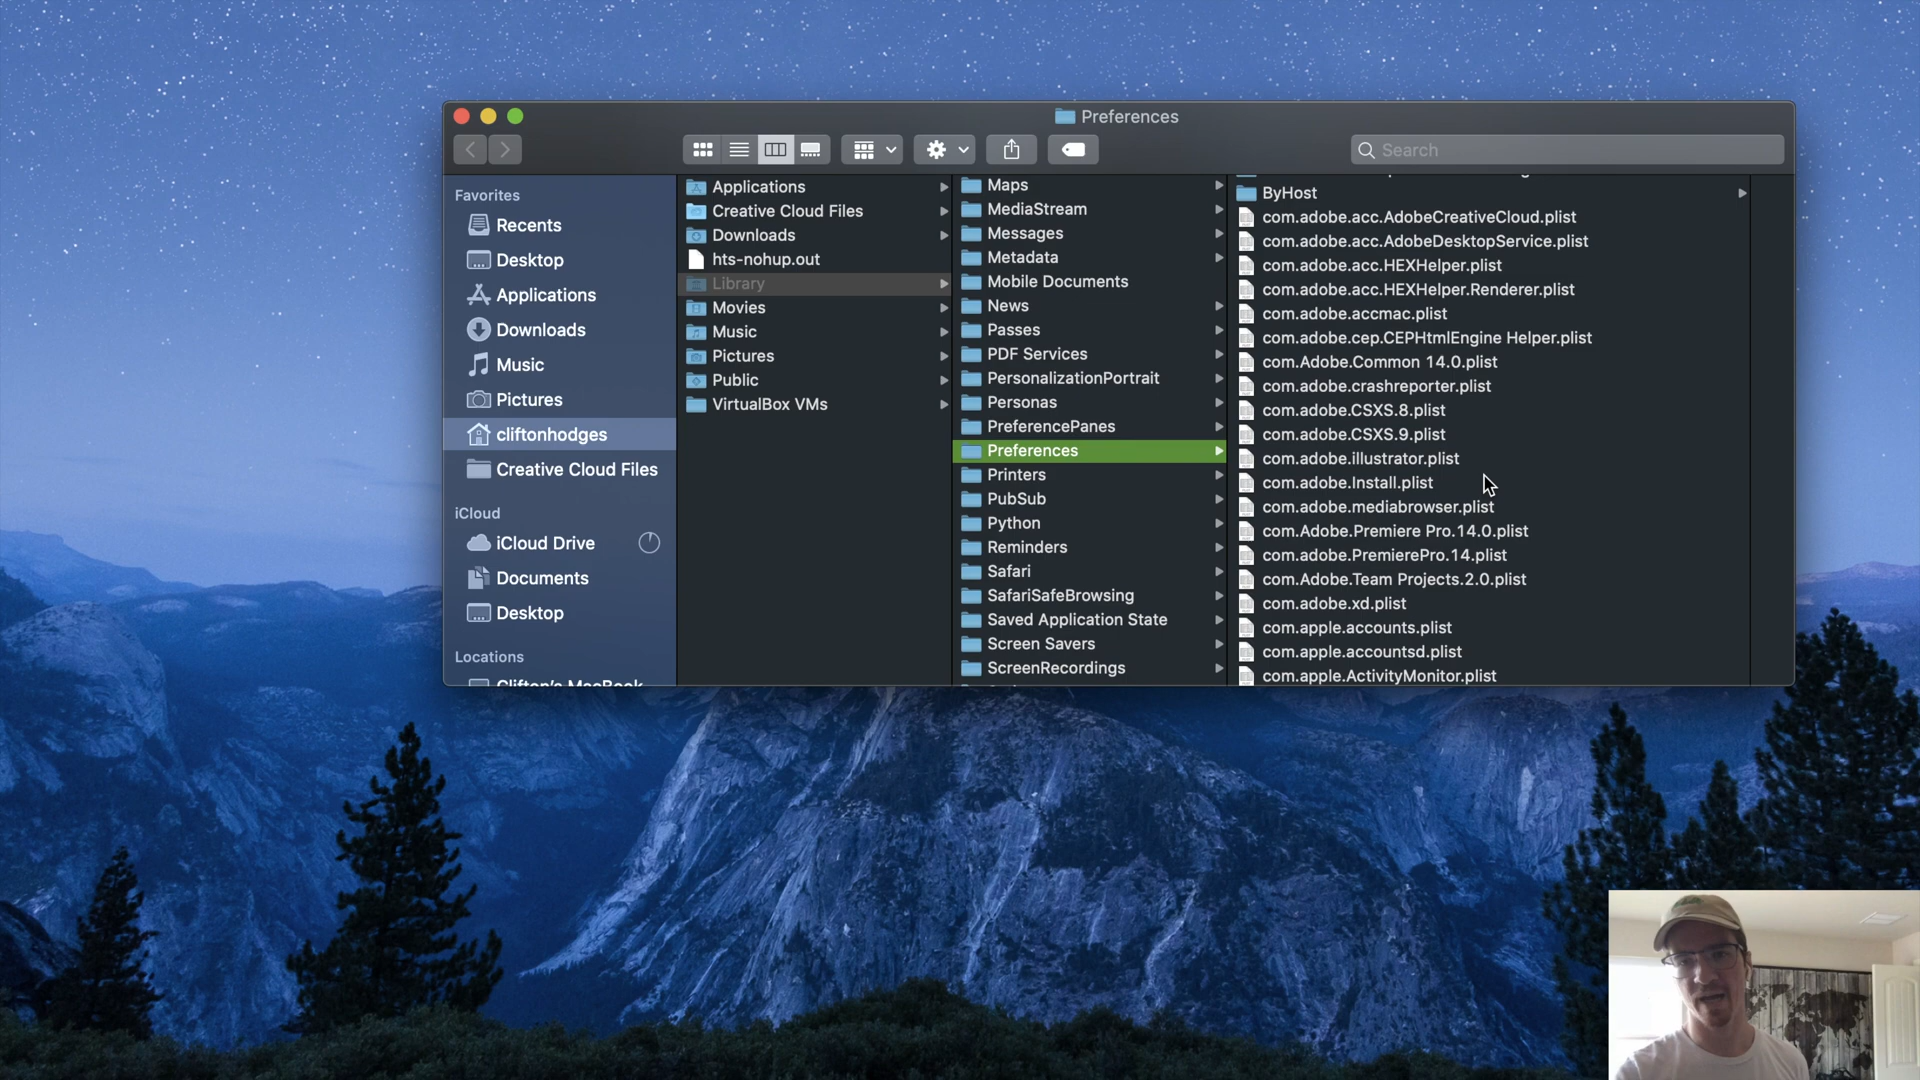 Preferences
Search
Favorites
Recents
Desktop
Applications
Downloads
Music
Pictures
cliftonhodges
Creative Cloud Files
iCloud
iCloud Drive
Documents
Desktop
Locations
Clifton's MacBook
Applications
Creative Cloud Files
Downloads
hts-nohup.out
Library
Movies
Music
Pictures
Public
VirtualBox VMs
Maps
MediaStream
Messages
Metadata
Mobile Documents
News
Passes
PDF Services
PersonalizationPortrait
Personas
PreferencePanes
Preferences
Printers
PubSub
Python
Reminders
Safari
SafariSafeBrowsing
Saved Application State
Screen Savers
ScreenRecordings
ByHost
com.adobe.acc.AdobeCreativeCloud.plist
com.adobe.acc.AdobeDesktopService.plist
com.adobe.acc.HEXHelper.plist
com.adobe.acc.HEXHelper.Renderer.plist
com.adobe.accmac.plist
com.adobe.cep.CEPHtmlEngine Helper.plist
com.Adobe.Common 14.0.plist
com.adobe.crashreporter.plist
com.adobe.CSXS.8.plist
com.adobe.CSXS.9.plist
com.adobe.illustrator.plist
com.adobe.Install.plist
com.adobe.mediabrowser.plist
com.Adobe.Premiere Pro.14.0.plist
com.adobe.PremierePro.14.plist
com.Adobe.Team Projects.2.0.plist
com.adobe.xd.plist
com.apple.accounts.plist
com.apple.accountsd.plist
com.apple.ActivityMonitor.plist